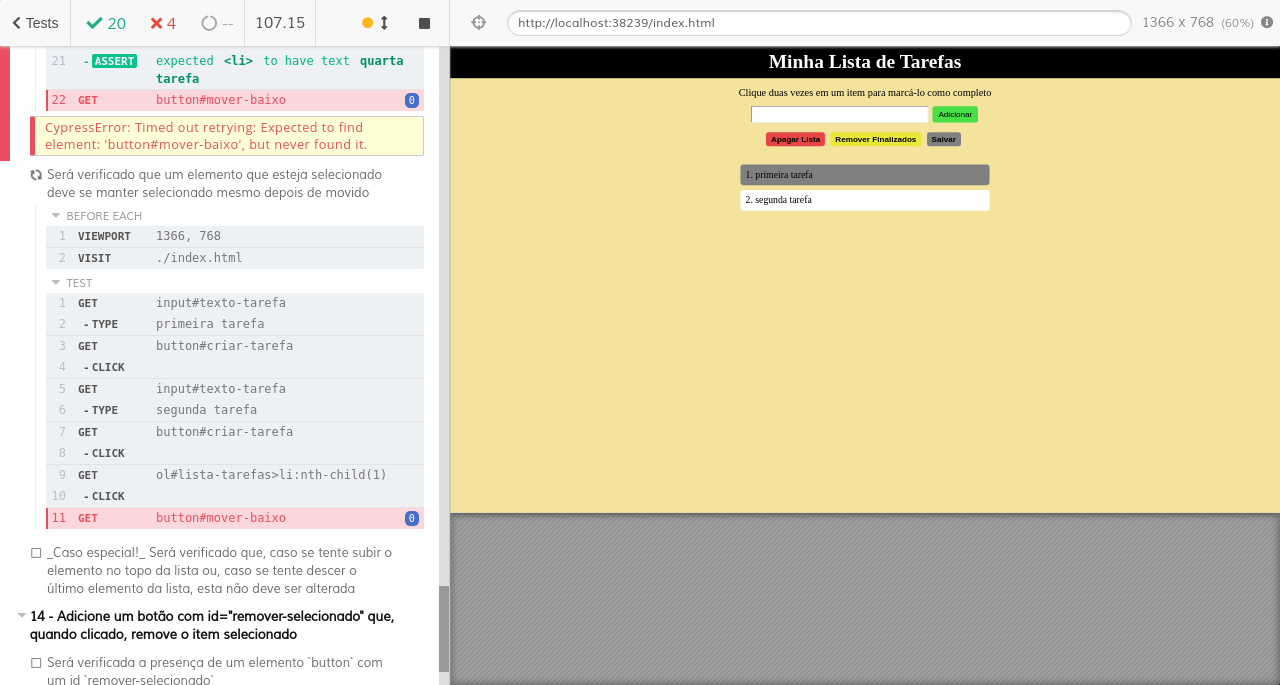 Tests
20
4
--
107.15
http://localhost:38239/index.html
1366 x 768 (60%)
21 - ASSERT expected <li> to have text quarta
tarefa
22 GET button#mover-baixo 0
CypressError: Timed out retrying: Expected to find
element: 'button#mover-baixo', but never found it.
Será verificado que um elemento que esteja selecionado
deve se manter selecionado mesmo depois de movido
BEFORE EACH
1 VIEWPORT 1366, 768
2 VISIT ./index.html
TEST
1 GET input#texto-tarefa
2 - TYPE primeira tarefa
3 GET button#criar-tarefa
4 - CLICK
5 GET input#texto-tarefa
6 - TYPE segunda tarefa
7 GET button#criar-tarefa
8 - CLICK
9 GET ol#lista-tarefas>li:nth-child(1)
10 - CLICK
11 GET button#mover-baixo 0
_Caso especial!_ Será verificado que, caso se tente subir o
elemento no topo da lista ou, caso se tente descer o
último elemento da lista, esta não deve ser alterada
14 - Adicione um botão com id="remover-selecionado" que,
quando clicado, remove o item selecionado
Será verificada a presença de um elemento `button` com
um id `remover-selecionado`
Minha Lista de Tarefas
Clique duas vezes em um item para marcá-lo como completo
Adicionar
Apagar Lista Remover Finalizados Salvar
1. primeira tarefa
2. segunda tarefa